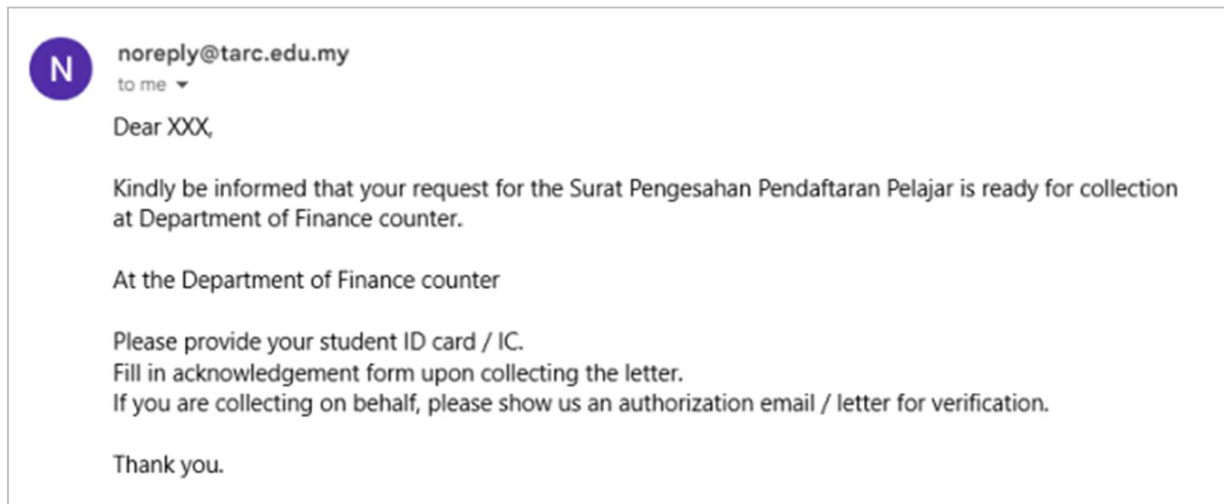 N
noreply@tarc.edu.my
to me
Dear XXX,
Kindly be informed that your request for the Surat Pengesahan Pendaftaran Pelajar is ready for collection
at Department of Finance counter.
At the Department of Finance counter
Please provide your student ID card / IC.
Fill in acknowledgement form upon collecting the letter.
If you are collecting on behalf, please show us an authorization email / letter for verification.
Thank you.